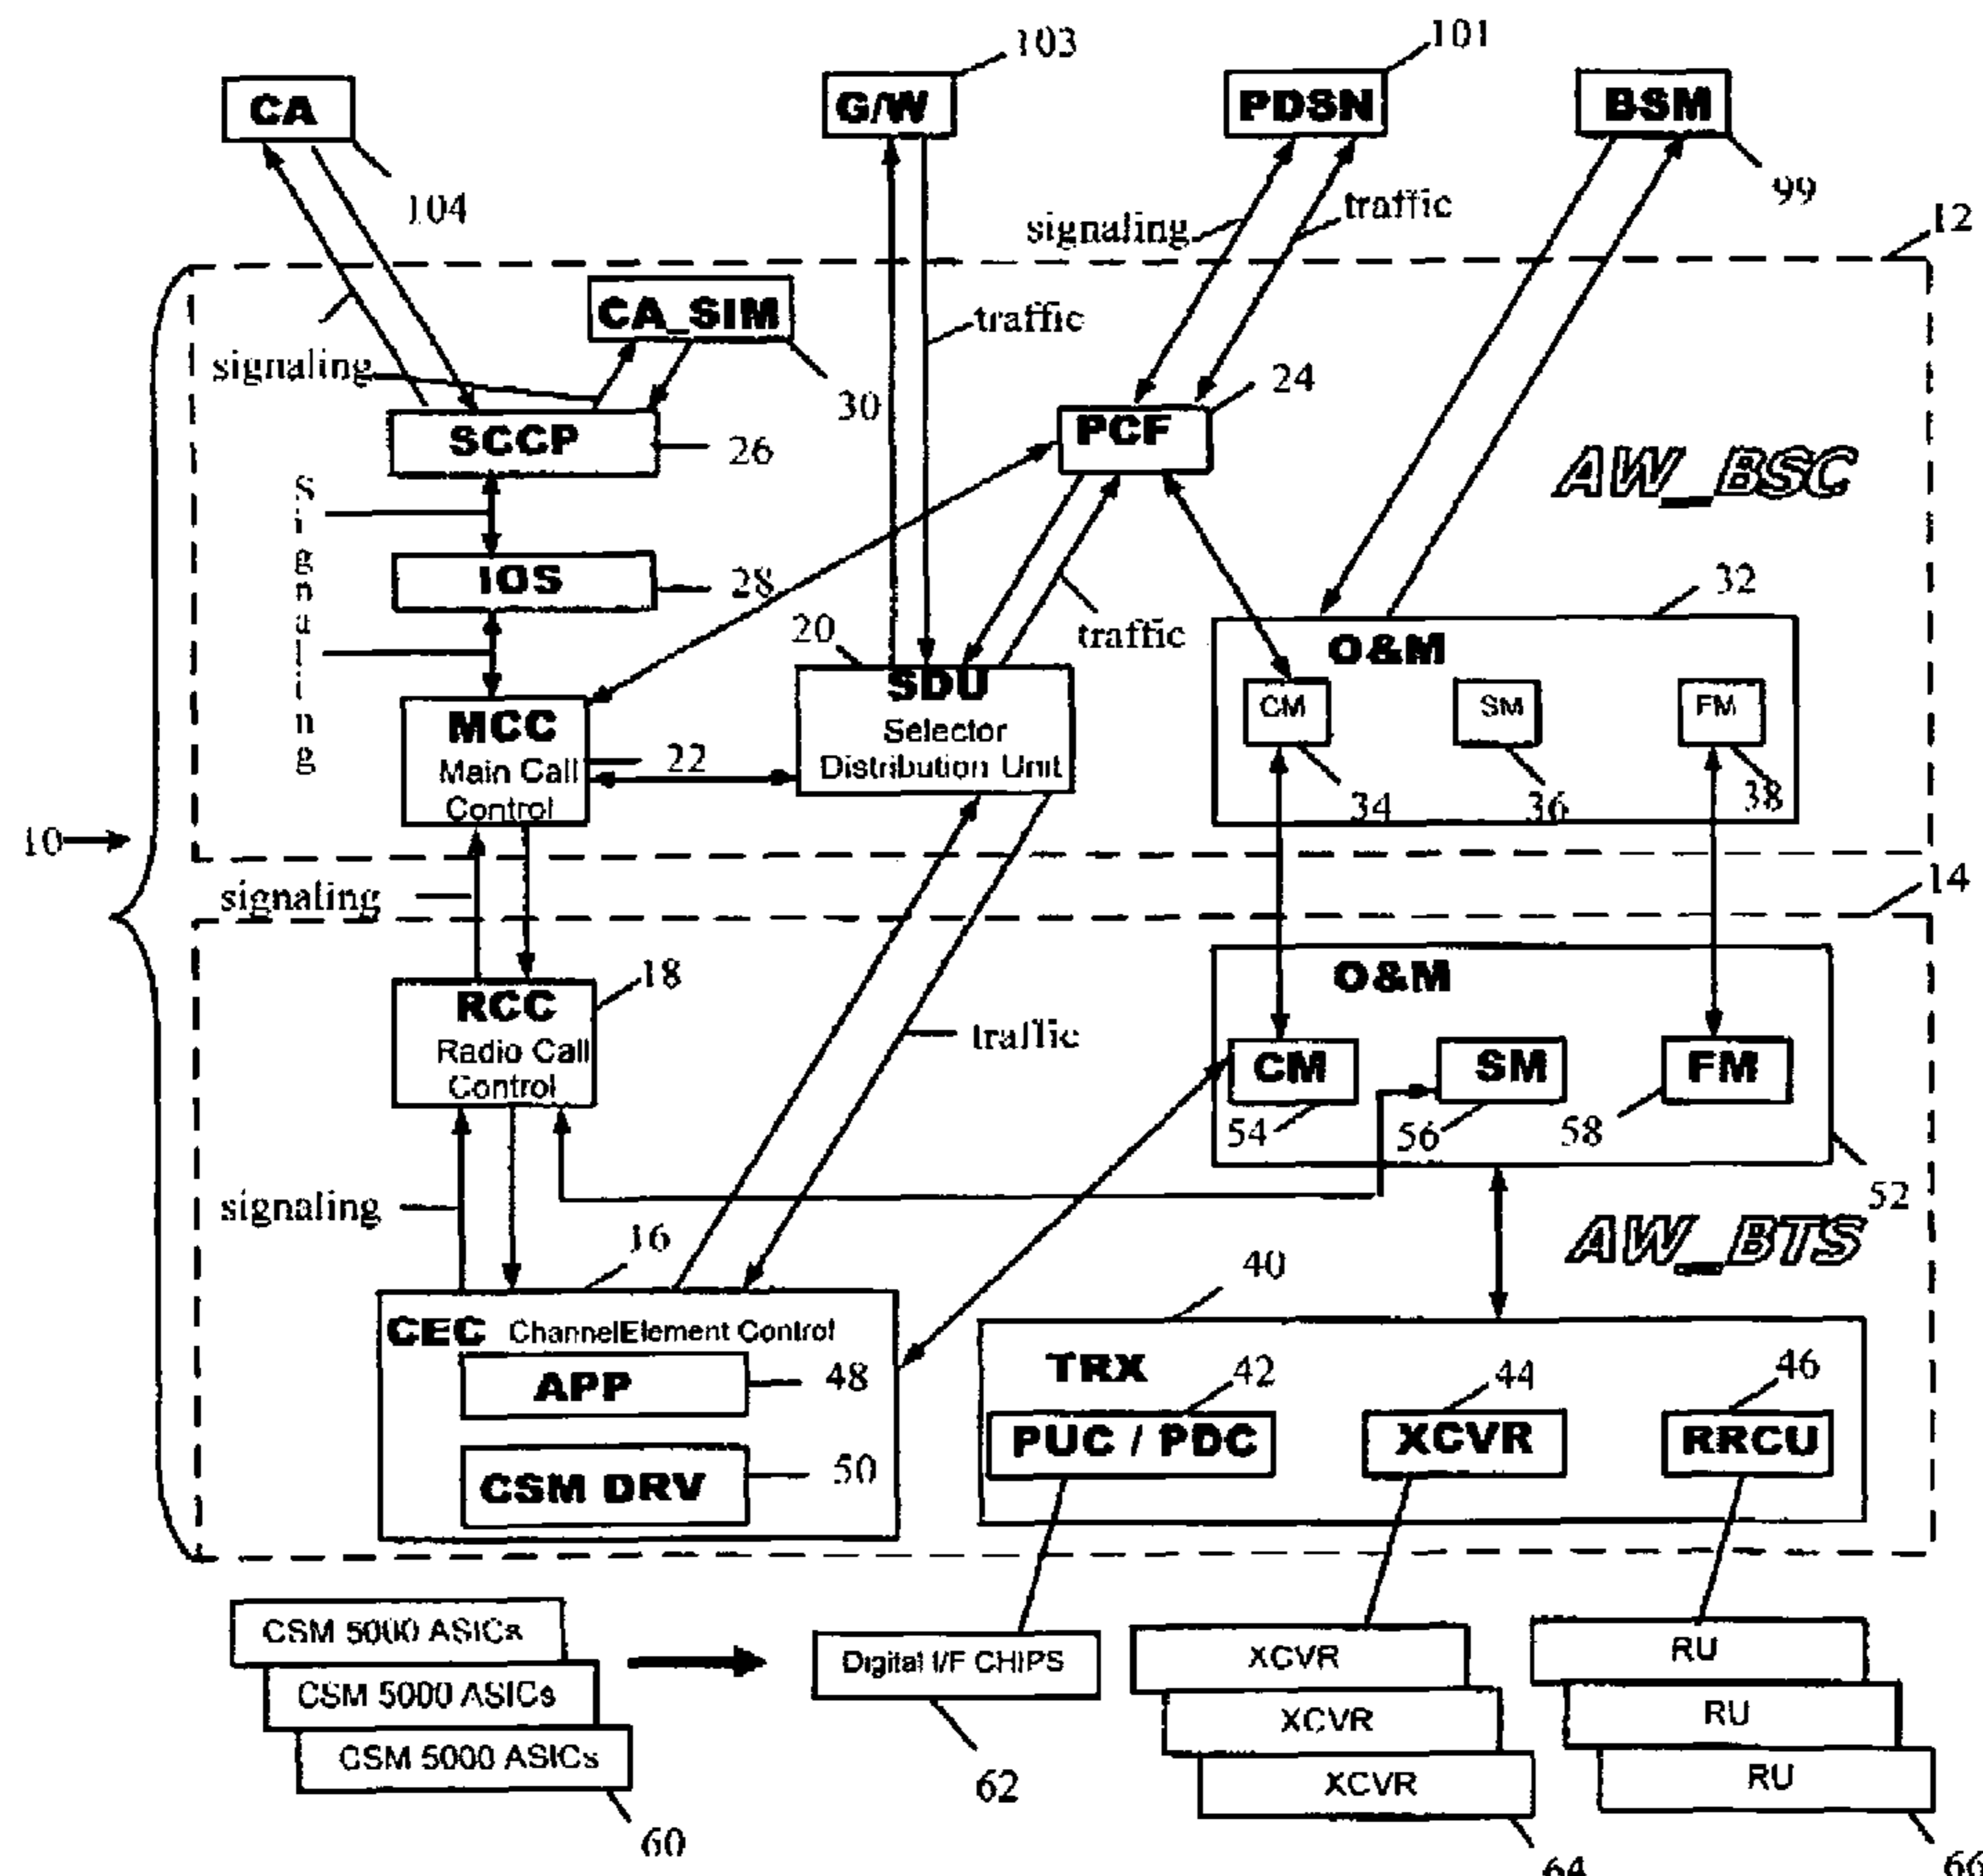 103
101
CA
G/W
PDSN
BSM
104
99
signaling
traffic
12
CA_SIM
traffic
signaling
30
24
SCCP
26
PCF
AW_BSC
Signaling
IOS
28
32
20
traffic
O&M
SDU
Selector
Distribution Unit
CM
SM
FM
MCC
Main Call
Control
22
34
36
38
10
signaling
14
RCC
Radio Call
Control
18
O&M
traffic
CM
SM
FM
54
56
58
52
signaling
16
AW_BTS
40
CEC ChannelElement Control
APP
48
TRX
42
44
46
PUC / PDC
XCVR
RRCU
CSM DRV
50
CSM 5000 ASICs
CSM 5000 ASICs
CSM 5000 ASICs
Digital I/F CHIPS
XCVR
XCVR
XCVR
RU
RU
RU
60
62
64
66